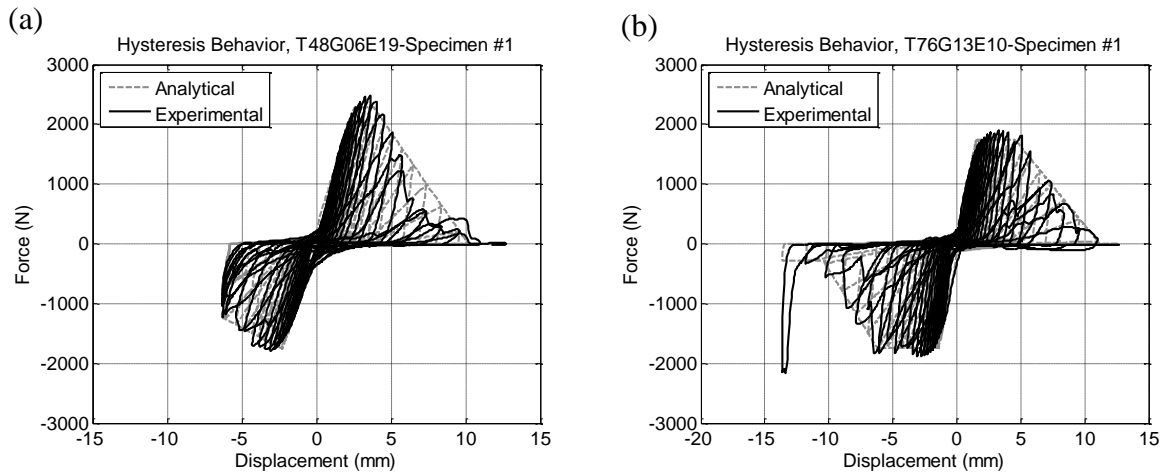 (a)
Hysteresis Behavior, T48G06E19-Specimen #1
3000
2000
1000
0
-1000
-2000
-3000
Force (N)
Analytical
Experimental
-15
-10
-5
0
5
10
15
Displacement (mm)
(b)
Hysteresis Behavior, T76G13E10-Specimen #1
3000
2000
1000
0
-1000
-2000
-3000
Force (N)
Analytical
Experimental
-20
-15
-10
-5
0
5
10
15
Displacement (mm)